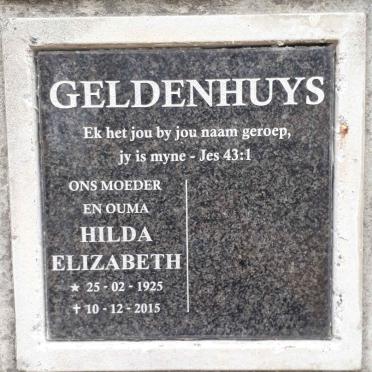 GELDENHUYS
Ek het jou by jou naam geroep,
jy is myne - Jes 43:1
ONS MOEDER
EN OUMA
HILDA
ELIZABETH
★ 25 - 02 - 1925
✝ 10 - 12 - 2015